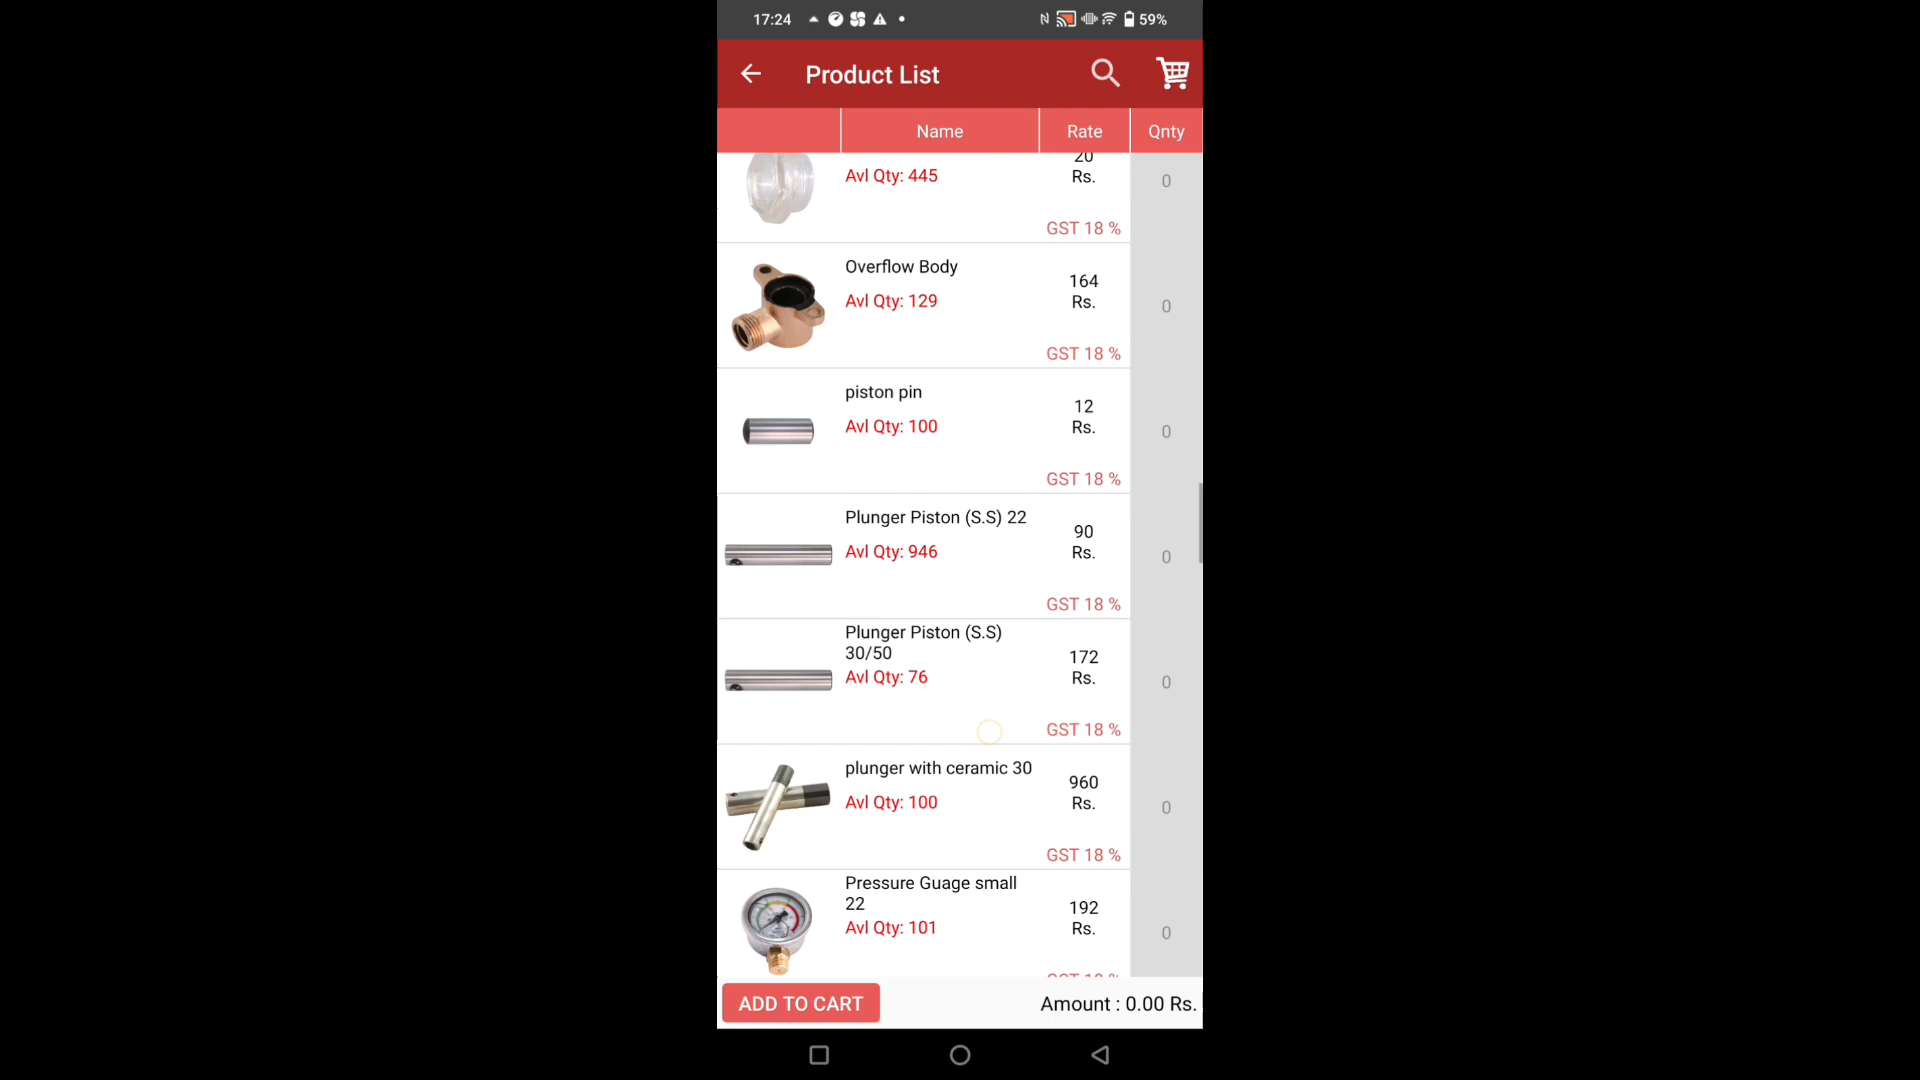 17:24
59%
Product List
Name Rate Qnty
20
Avl Qty: 445 Rs. 0
GST 18 %
Overflow Body
164
Avl Qty: 129 Rs. 0
GST 18 %
piston pin
12
Avl Qty: 100 Rs. 0
GST 18 %
Plunger Piston (S.S) 22
90
Avl Qty: 946 Rs. 0
GST 18 %
Plunger Piston (S.S)
30/50
172
Avl Qty: 76 Rs. 0
GST 18 %
plunger with ceramic 30
960
Avl Qty: 100 Rs. 0
GST 18 %
Pressure Guage small
22
192
Avl Qty: 101 Rs. 0
ADD TO CART Amount : 0.00 Rs.